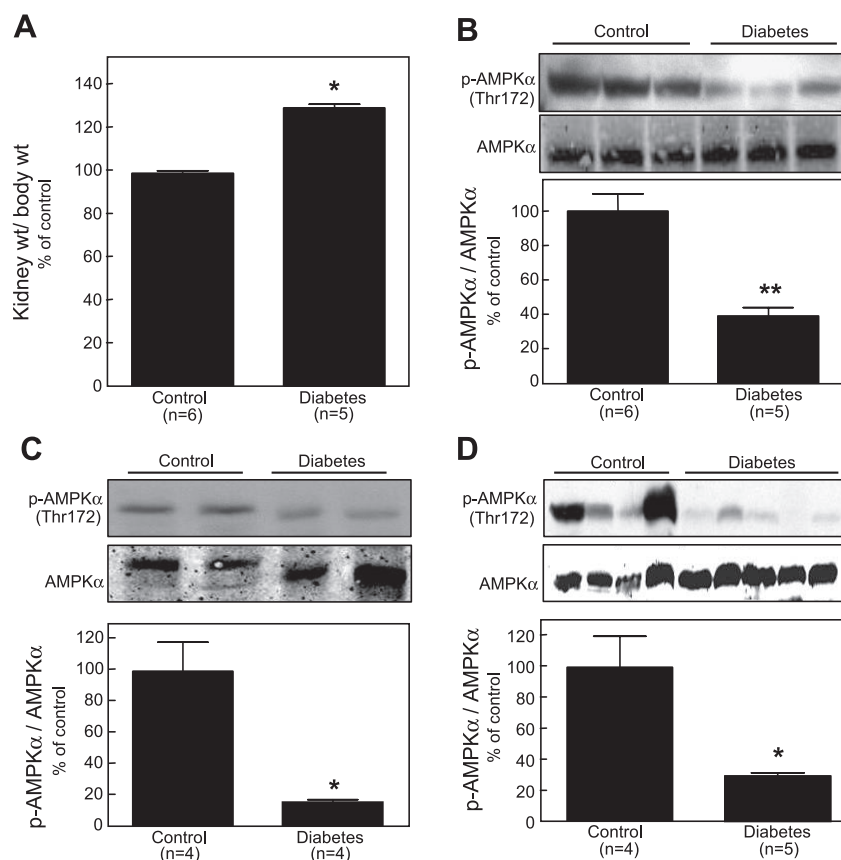 A
Kidney wt/ body wt
% of control
140
120
100
80
60
40
20
0
*
Control
(n=6)
Diabetes
(n=5)
B
Control
Diabetes
p-AMPKα
(Thr172)
AMPKα
p-AMPKα / AMPKα
% of control
100
80
60
40
20
0
**
Control
(n=6)
Diabetes
(n=5)
C
Control
Diabetes
p-AMPKα
(Thr172)
AMPKα
p-AMPKα / AMPKα
% of control
120
100
80
60
40
20
0
*
Control
(n=4)
Diabetes
(n=4)
D
Control
Diabetes
p-AMPKα
(Thr172)
AMPKα
p-AMPKα / AMPKα
% of control
120
100
80
60
40
20
0
*
Control
(n=4)
Diabetes
(n=5)